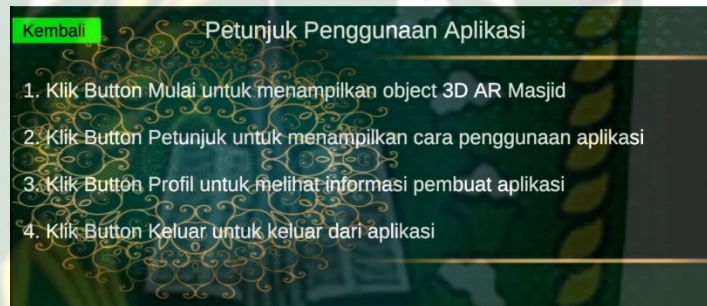 Kembali
Petunjuk Penggunaan Aplikasi
1. Klik Button Mulai untuk menampilkan object 3D AR Masjid
2. Klik Button Petunjuk untuk menampilkan cara penggunaan aplikasi
3. Klik Button Profil untuk melihat informasi pembuat aplikasi
4. Klik Button Keluar untuk keluar dari aplikasi